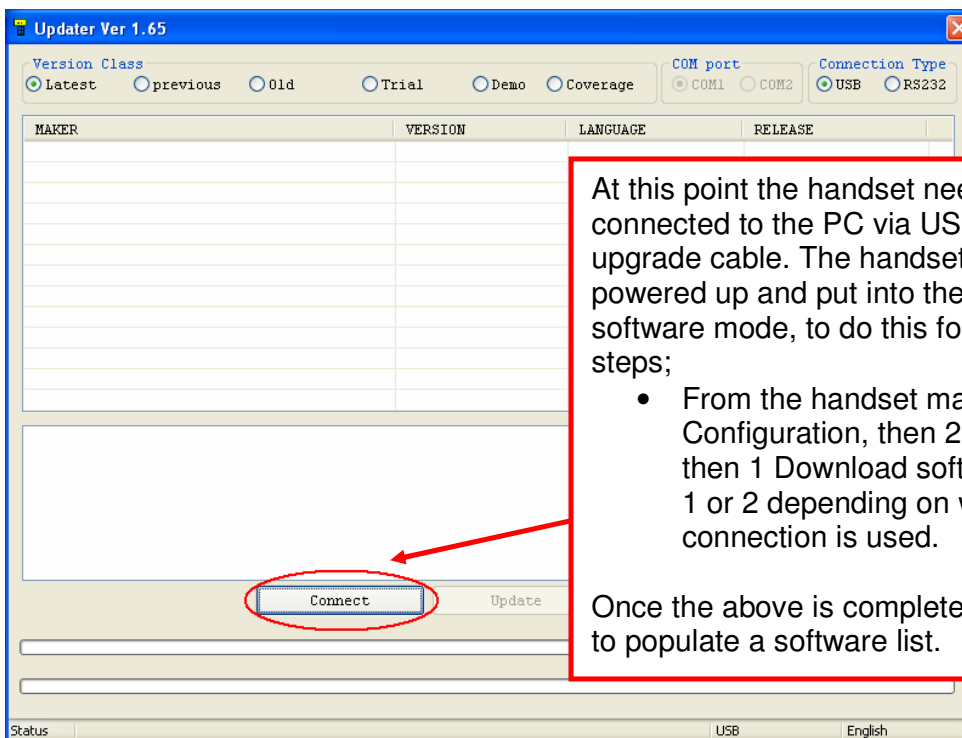 Updater Ver 1.65
Version Class COM port Connection Type
Latest previous Old Trial Demo Coverage COM1 COM2 USB RS232
MAKER VERSION LANGUAGE RELEASE
At this point the handset nee
connected to the PC via US
upgrade cable. The handset
powered up and put into the
software mode, to do this fo
steps;
• From the handset ma
Configuration, then 2
then 1 Download soft
1 or 2 depending on
connection is used.
Connect Update
Once the above is complete
to populate a software list.
Status USB English